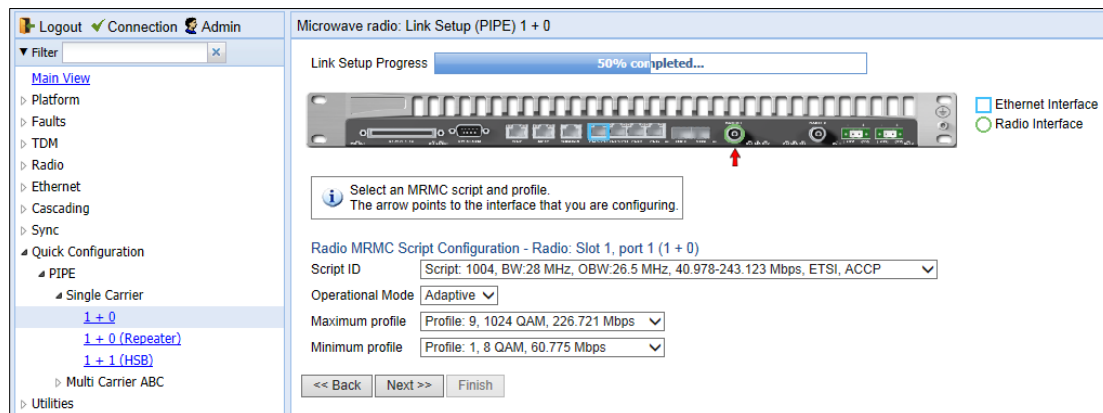 Logout Connection Admin
Filter
Main View
Platform
Faults
TDM
Radio
Ethernet
Cascading
Sync
Quick Configuration
PIPE
Single Carrier
1 + 0
1 + 0 (Repeater)
1 + 1 (HSB)
Multi Carrier ABC
Utilities
Microwave radio: Link Setup (PIPE) 1 + 0
Link Setup Progress 50% completed...
Ethernet Interface
Radio Interface
Select an MRMC script and profile.
The arrow points to the interface that you are configuring.
Radio MRMC Script Configuration - Radio: Slot 1, port 1 (1 + 0)
Script ID Script: 1004, BW:28 MHz, OBW:26.5 MHz, 40.978-243.123 Mbps, ETSI, ACCP
Operational Mode Adaptive
Maximum profile Profile: 9, 1024 QAM, 226.721 Mbps
Minimum profile Profile: 1, 8 QAM, 60.775 Mbps
<< Back Next >> Finish